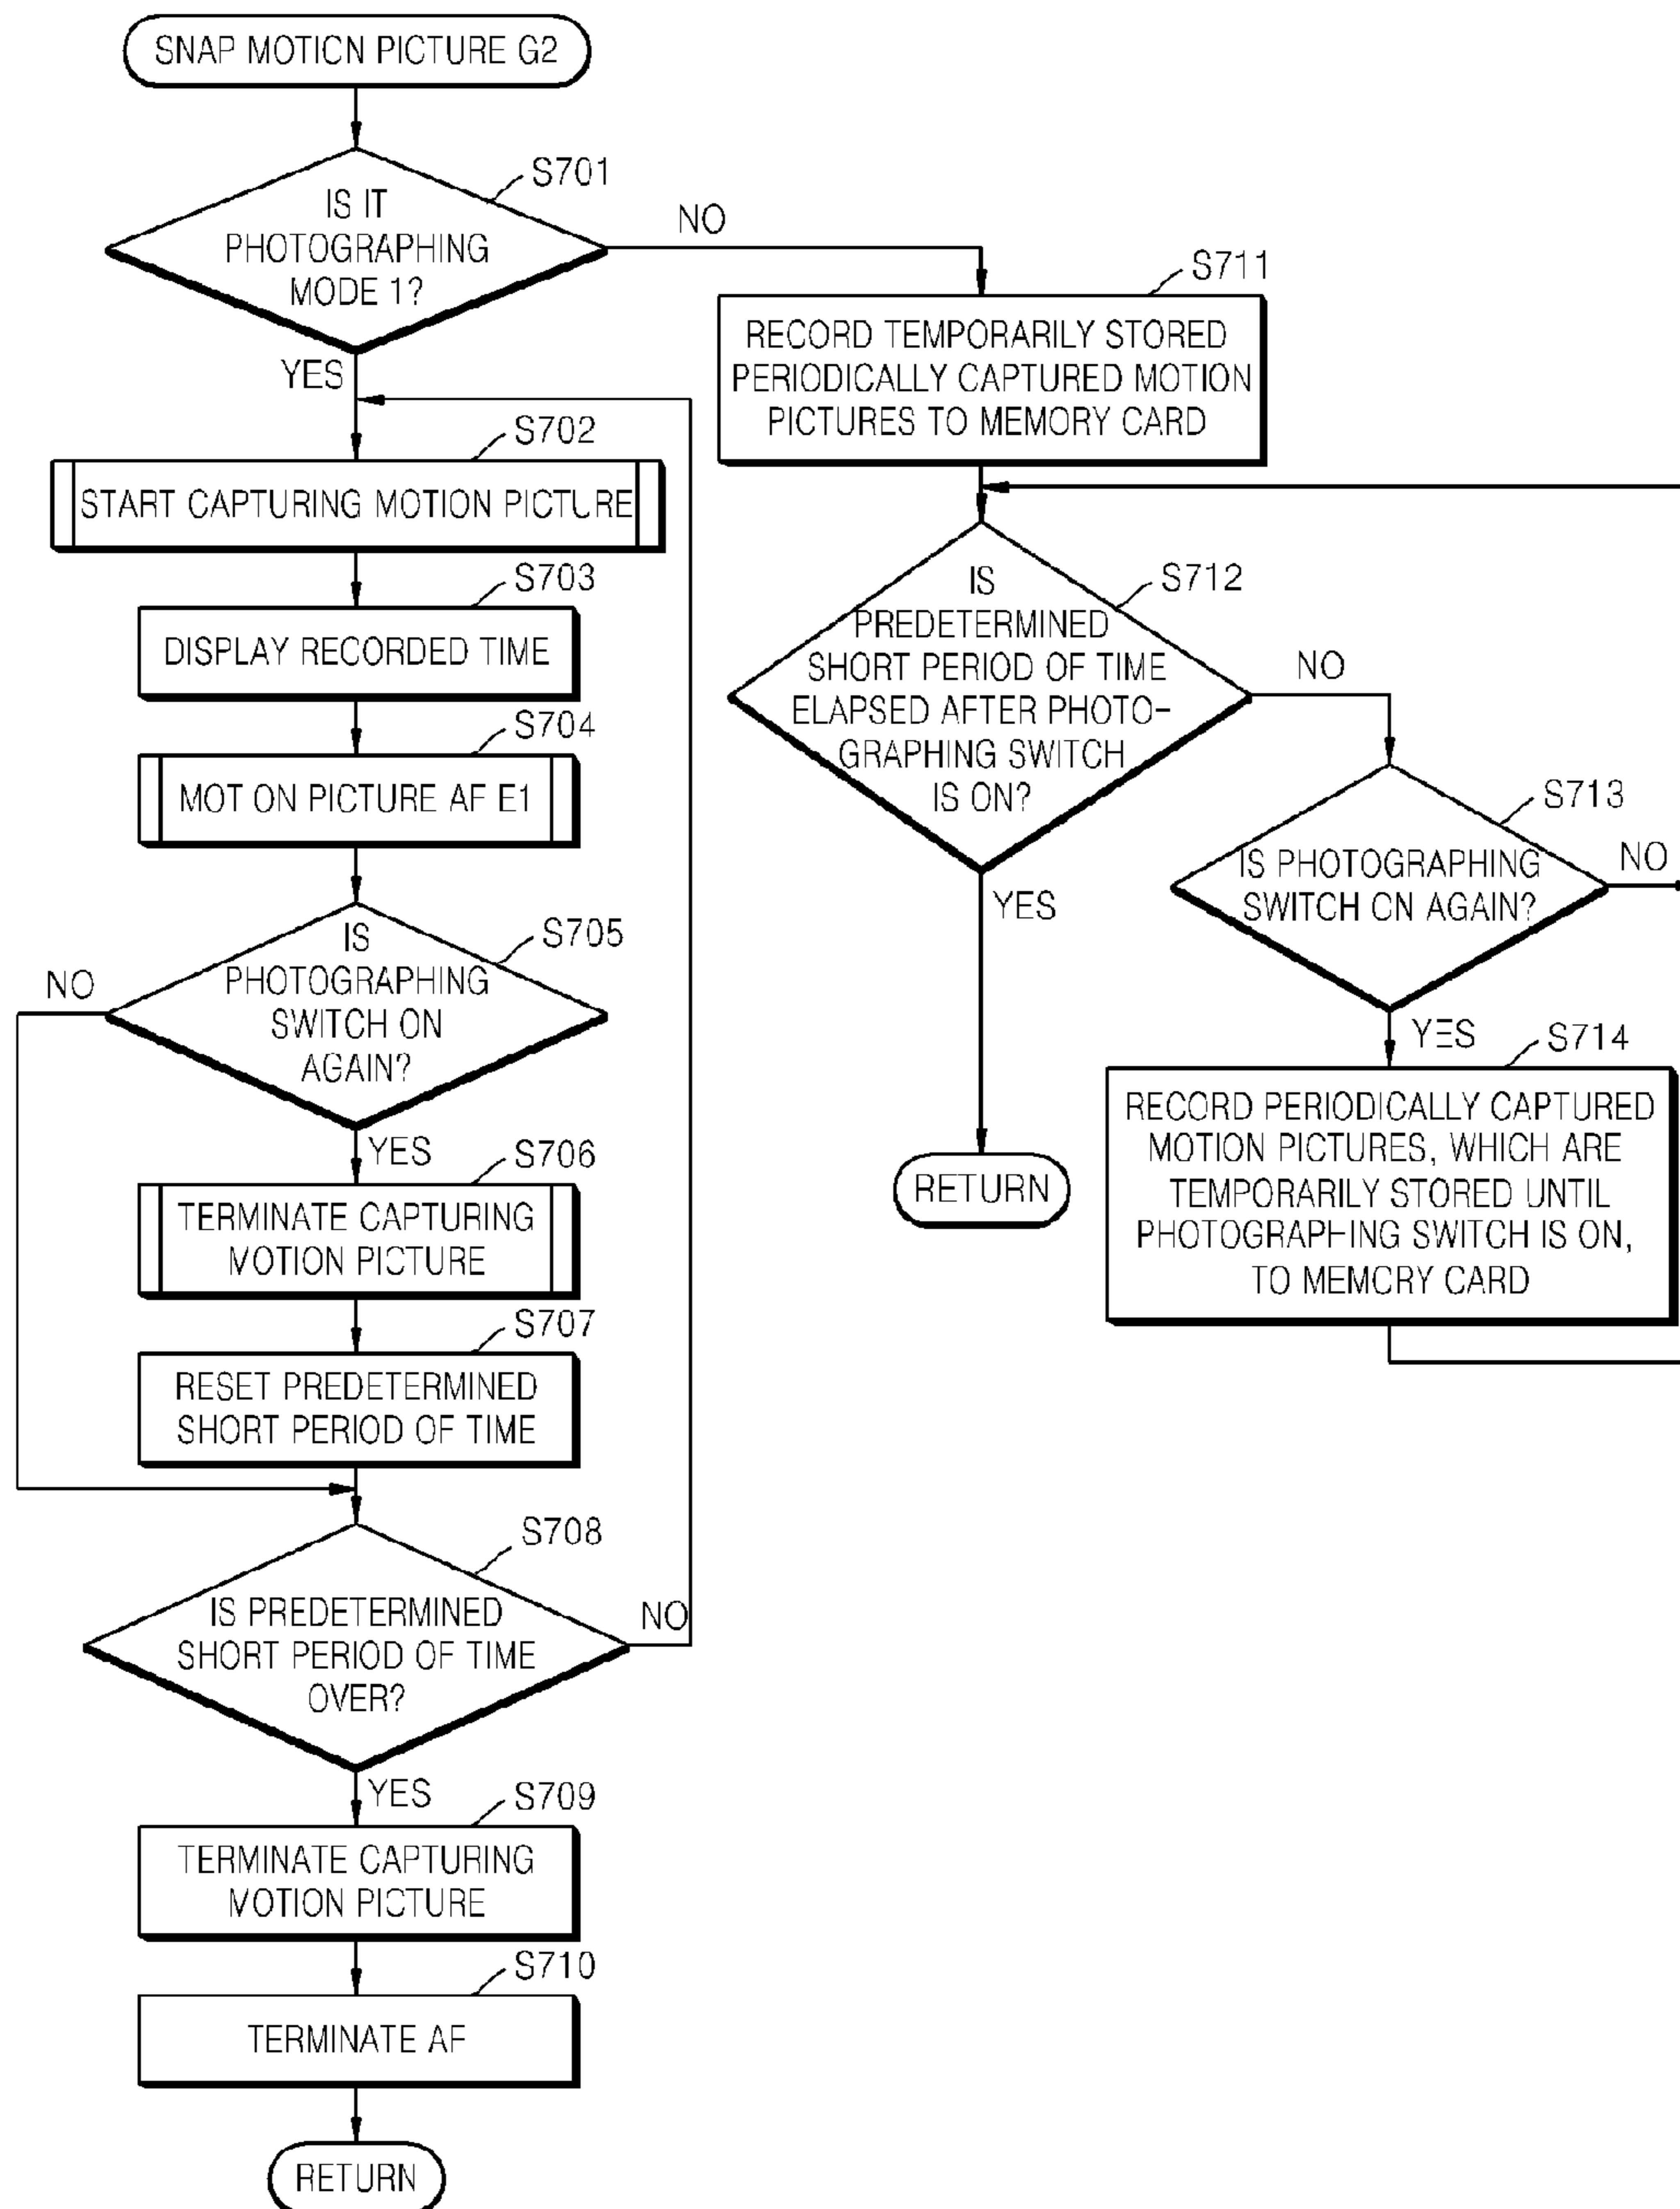 SNAP MOTICN PICTURE G2
S701
IS IT
PHOTOGRAPHING
MODE 1?
NO
YES
S702
START CAPTURING MOTION PICTURE
S703
DISPLAY RECORDED TIME
S704
MOT ON PICTURE AF E1
S705
IS
PHOTOGRAPHING
SWITCH ON
AGAIN?
NO
YES
S706
TERMINATE CAPTURING
MOTION PICTURE
S707
RESET PREDETERMINED
SHORT PERIOD OF TIME
S708
IS PREDETERMINED
SHORT PERIOD OF TIME
OVER?
NO
YES
S709
TERMINATE CAPTURING
MOTION PICTURE
S710
TERMINATE AF
RETURN
S711
RECORD TEMPORARILY STORED
PERIODICALLY CAPTURED MOTION
PICTURES TO MEMORY CARD
S712
IS
PREDETERMINED
SHORT PERIOD OF TIME
ELAPSED AFTER PHOTO-
GRAPHING SWITCH
IS ON?
NO
YES
RETURN
S713
IS PHOTOGRAPHING
SWITCH ON AGAIN?
NO
YES
S714
RECORD PERIODICALLY CAPTURED
MOTION PICTURES, WHICH ARE
TEMPORARILY STORED UNTIL
PHOTOGRAPHING SWITCH IS ON,
TO MEMORY CARD